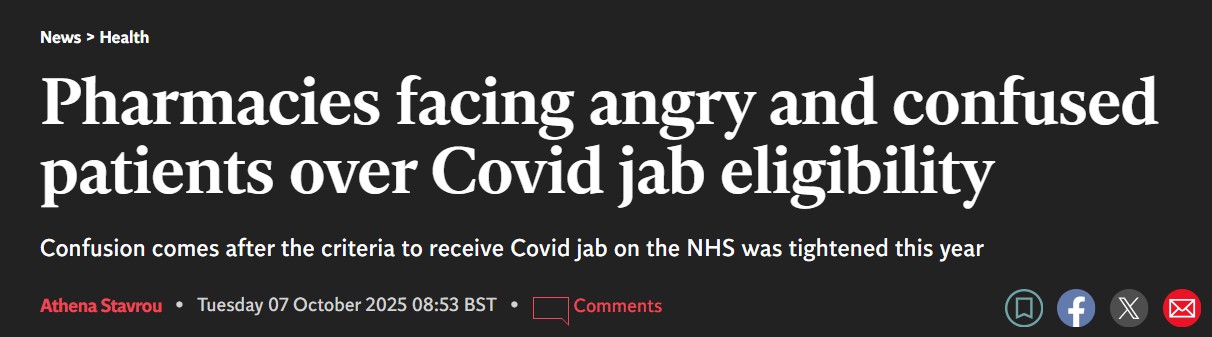 News > Health
Pharmacies facing angry and confused
patients over Covid jab eligibility
Confusion comes after the criteria to receive Covid jab on the NHS was tightened this year
Athena Stavrou • Tuesday 07 October 2025 08:53 BST • Comments